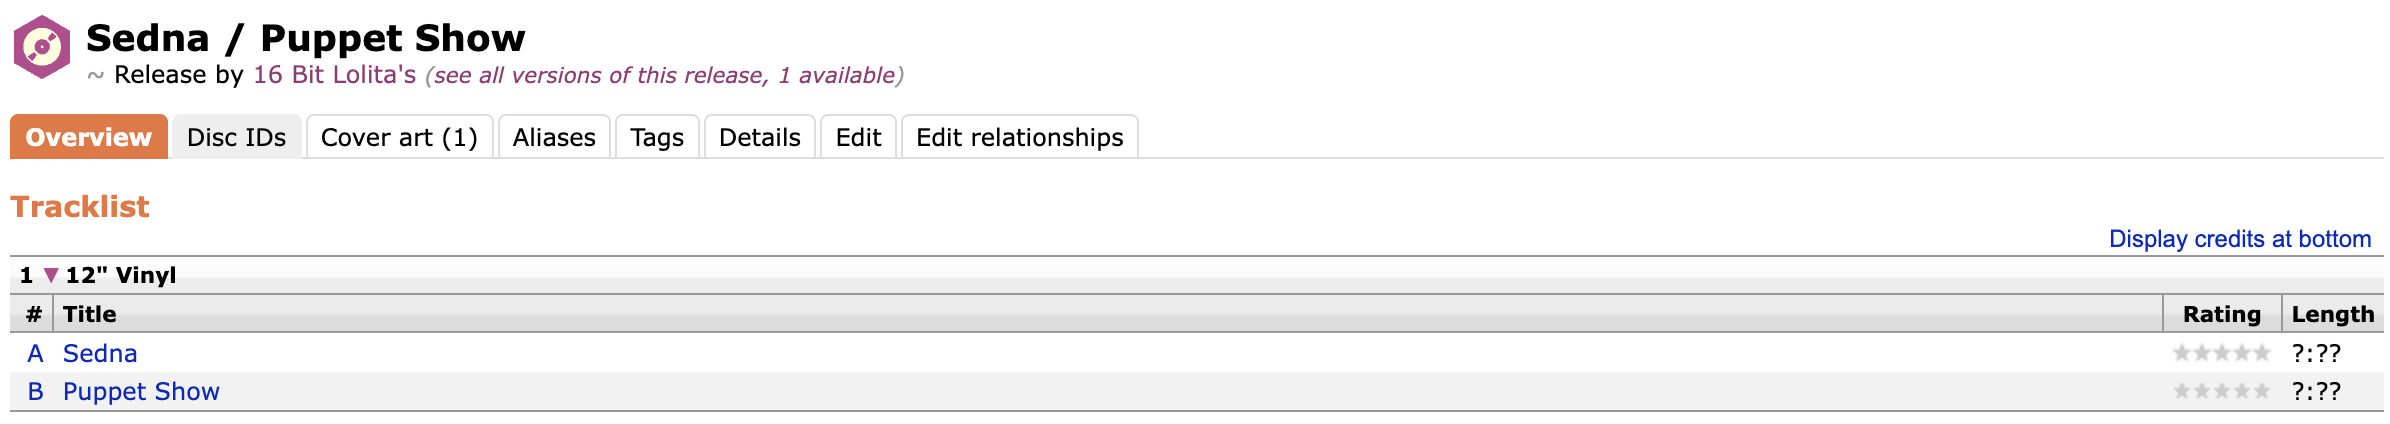 Sedna / Puppet Show
~ Release by 16 Bit Lolita's (see all versions of this release, 1 available)
Overview Disc IDs Cover art (1) Aliases Tags Details Edit Edit relationships
Tracklist
Display credits at bottom
1 ▼ 12" Vinyl
# Title Rating Length
A Sedna ★★★★★ ?:??
B Puppet Show ★★★★★ ?:??